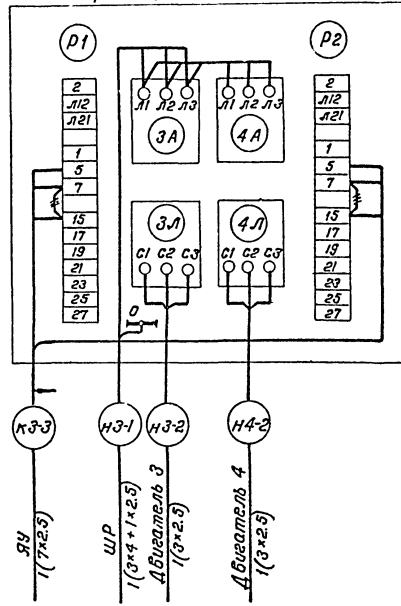 Р1
Р2
2
Л12
Л21
1
5
7
15
17
19
21
23
25
27
Л1 Л2 Л3
3А
Л1 Л2 Л3
4А
3Л
С1 С2 С3
4Л
С1 С2 С3
2
Л12
Л21
1
5
7
15
17
19
21
23
25
27
О
К3-3
Н3-1
Н3-2
Н4-2
ЯУ
1(7×2.5)
ШР
1(3×4+1×2.5)
Двигатель 3
1(3×2.5)
Двигатель 4
1(3×2.5)